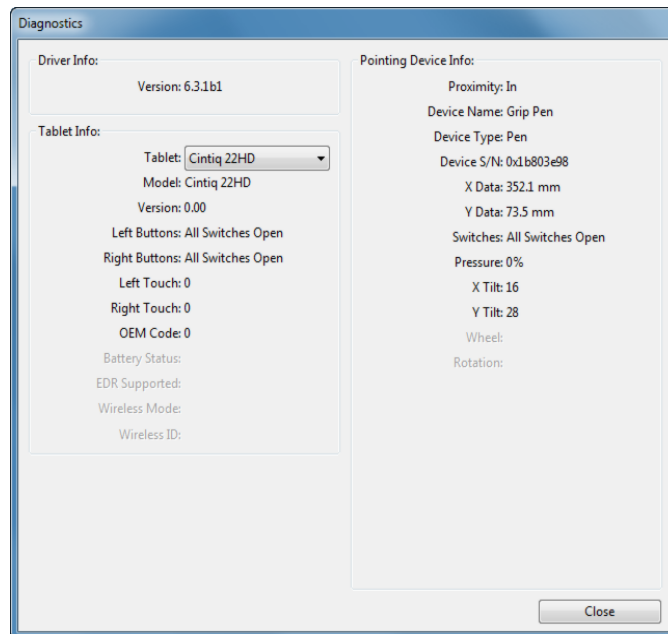 Diagnostics
Driver Info:
Version: 6.3.1b1
Tablet Info:
Tablet: Cintiq 22HD
Model: Cintiq 22HD
Version: 0.00
Left Buttons: All Switches Open
Right Buttons: All Switches Open
Left Touch: 0
Right Touch: 0
OEM Code: 0
Battery Status:
EDR Supported:
Wireless Mode:
Wireless ID:
Pointing Device Info:
Proximity: In
Device Name: Grip Pen
Device Type: Pen
Device S/N: 0x1b803e98
X Data: 352.1 mm
Y Data: 73.5 mm
Switches: All Switches Open
Pressure: 0%
X Tilt: 16
Y Tilt: 28
Wheel:
Rotation:
Close